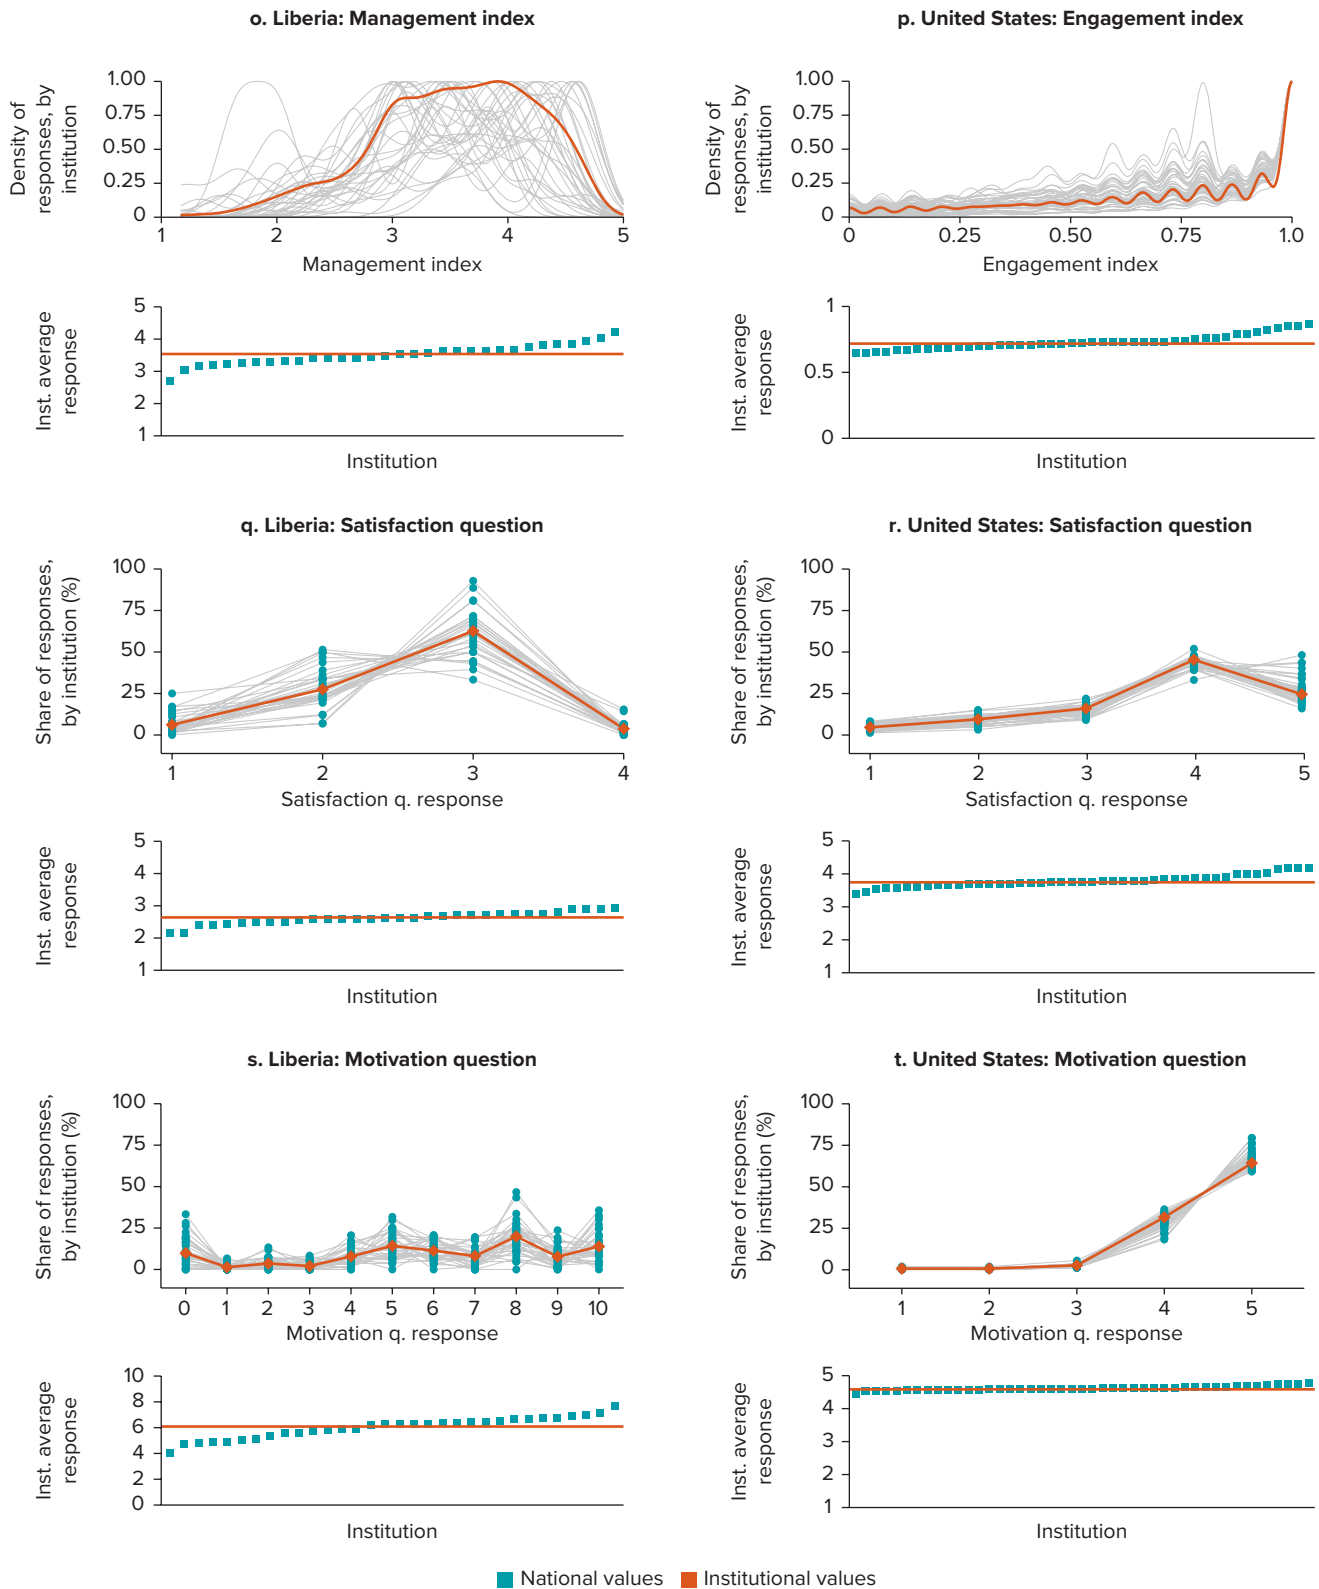 o. Liberia: Management index
Density of
responses, by
institution
1.00
0.75
0.50
0.25
0
1 2 3 4 5
Management index
Inst. average
response
5
4
3
2
1
Institution
p. United States: Engagement index
Density of
responses, by
institution
1.00
0.75
0.50
0.25
0
0 0.25 0.50 0.75 1.0
Engagement index
Inst. average
response
1
0.5
0
Institution
q. Liberia: Satisfaction question
Share of responses,
by institution (%)
100
75
50
25
0
1 2 3 4
Satisfaction q. response
Inst. average
response
5
4
3
2
1
Institution
r. United States: Satisfaction question
Share of responses,
by institution (%)
100
75
50
25
0
1 2 3 4 5
Satisfaction q. response
Inst. average
response
5
4
3
2
1
Institution
s. Liberia: Motivation question
Share of responses,
by institution (%)
100
75
50
25
0
0 1 2 3 4 5 6 7 8 9 10
Motivation q. response
Inst. average
response
10
8
6
4
2
0
Institution
t. United States: Motivation question
Share of responses,
by institution (%)
100
75
50
25
0
1 2 3 4 5
Motivation q. response
Inst. average
response
5
4
3
2
1
Institution
National values Institutional values